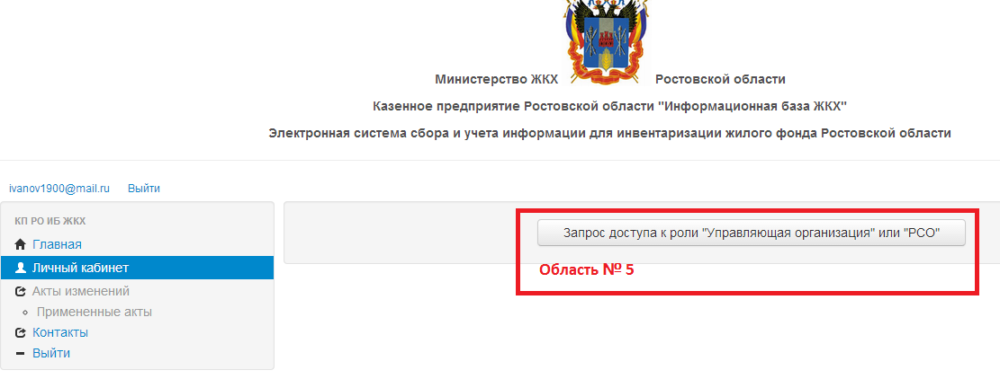 Министерство ЖКХ Ростовской области
Казенное предприятие Ростовской области "Информационная база ЖКХ"
Электронная система сбора и учета информации для инвентаризации жилого фонда Ростовской области
ivanov1900@mail.ru Выйти
КП РО ИБ ЖКХ
Главная
Личный кабинет
Акты изменений
Примененные акты
Контакты
Выйти
Запрос доступа к роли "Управляющая организация" или "РСО"
Область № 5